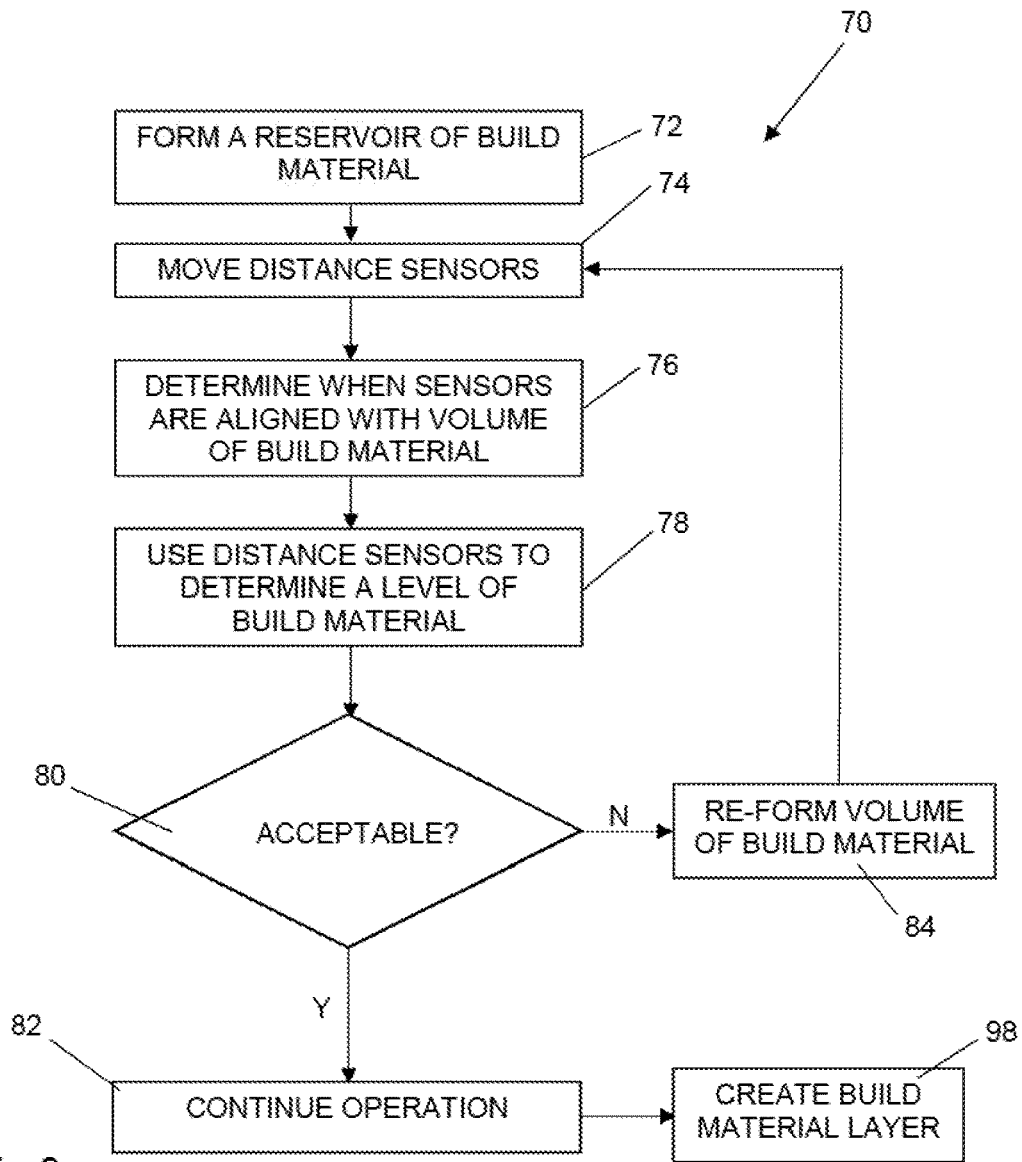 70
FORM A RESERVOIR OF BUILD
MATERIAL
72
74
MOVE DISTANCE SENSORS
DETERMINE WHEN SENSORS
ARE ALIGNED WITH VOLUME
OF BUILD MATERIAL
76
USE DISTANCE SENSORS TO
DETERMINE A LEVEL OF
BUILD MATERIAL
78
80
ACCEPTABLE?
N
RE-FORM VOLUME
OF BUILD MATERIAL
84
Y
82
CONTINUE OPERATION
98
CREATE BUILD
MATERIAL LAYER